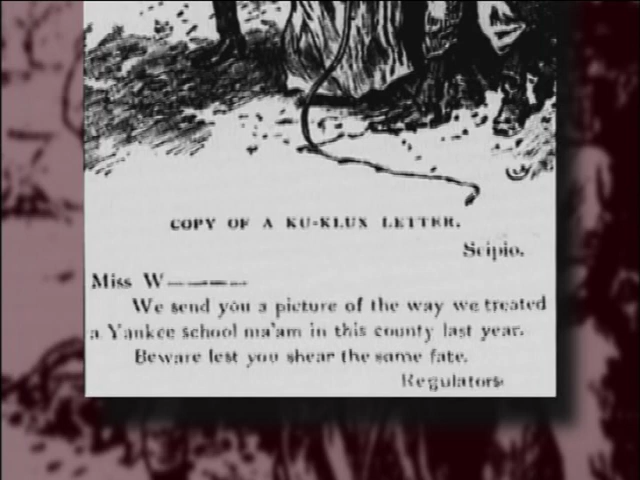 COPY OF A KU-KLUX LETTER.
Scipio.
Miss W————
We send you a picture of the way we treated
a Yankee school ma'am in this county last year.
Beware lest you shear the same fate.
Regulators